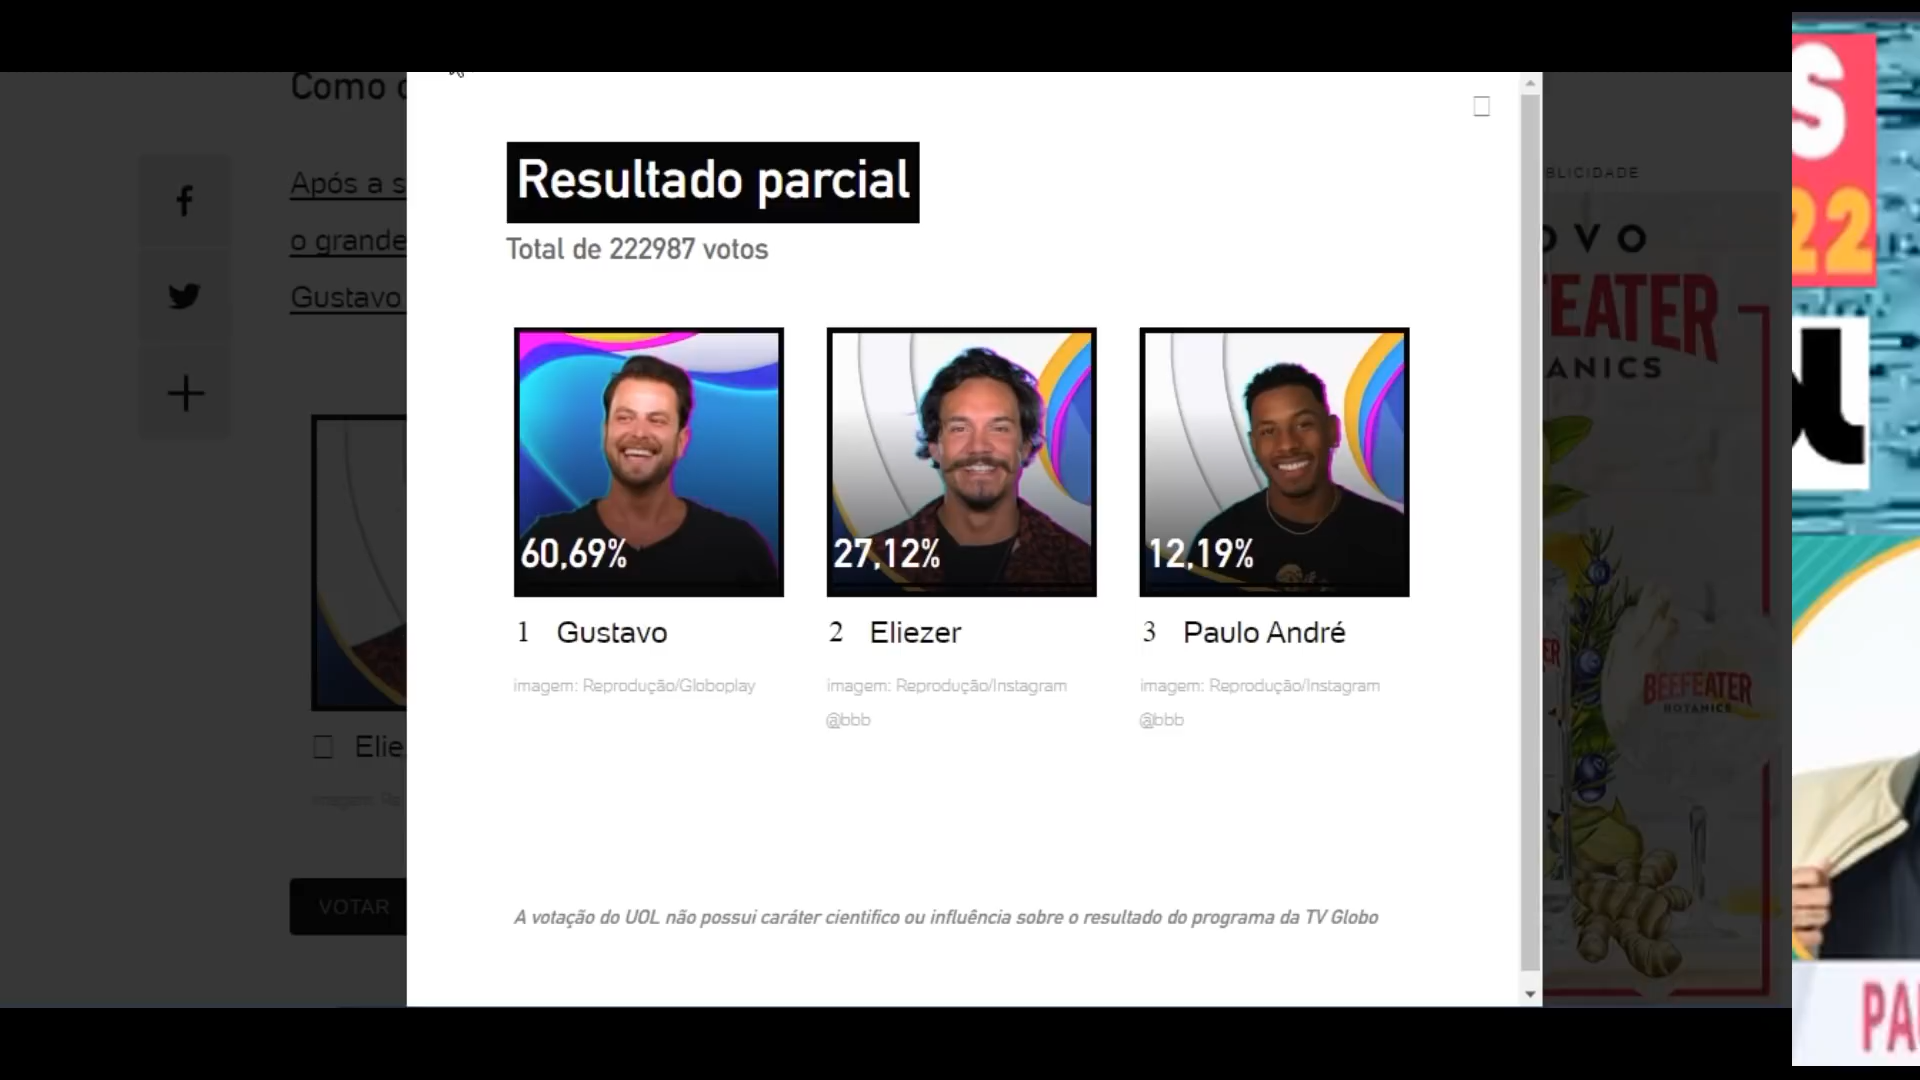 Como
Após a s
o grande
Gustavo
Elie
VOTAR
Resultado parcial
Total de 222987 votos
60,69%
27,12%
12,19%
1 Gustavo
2 Eliezer
3 Paulo André
imagem: Reprodução/Globoplay
imagem: Reprodução/Instagram
@bbb
imagem: Reprodução/Instagram
@bbb
A votação do UOL não possui caráter cientifico ou influência sobre o resultado do programa da TV Globo
BLICIDADE
OVO
FEATER
ANICS
BEEFEATER
BOTANICS
S
22
PA